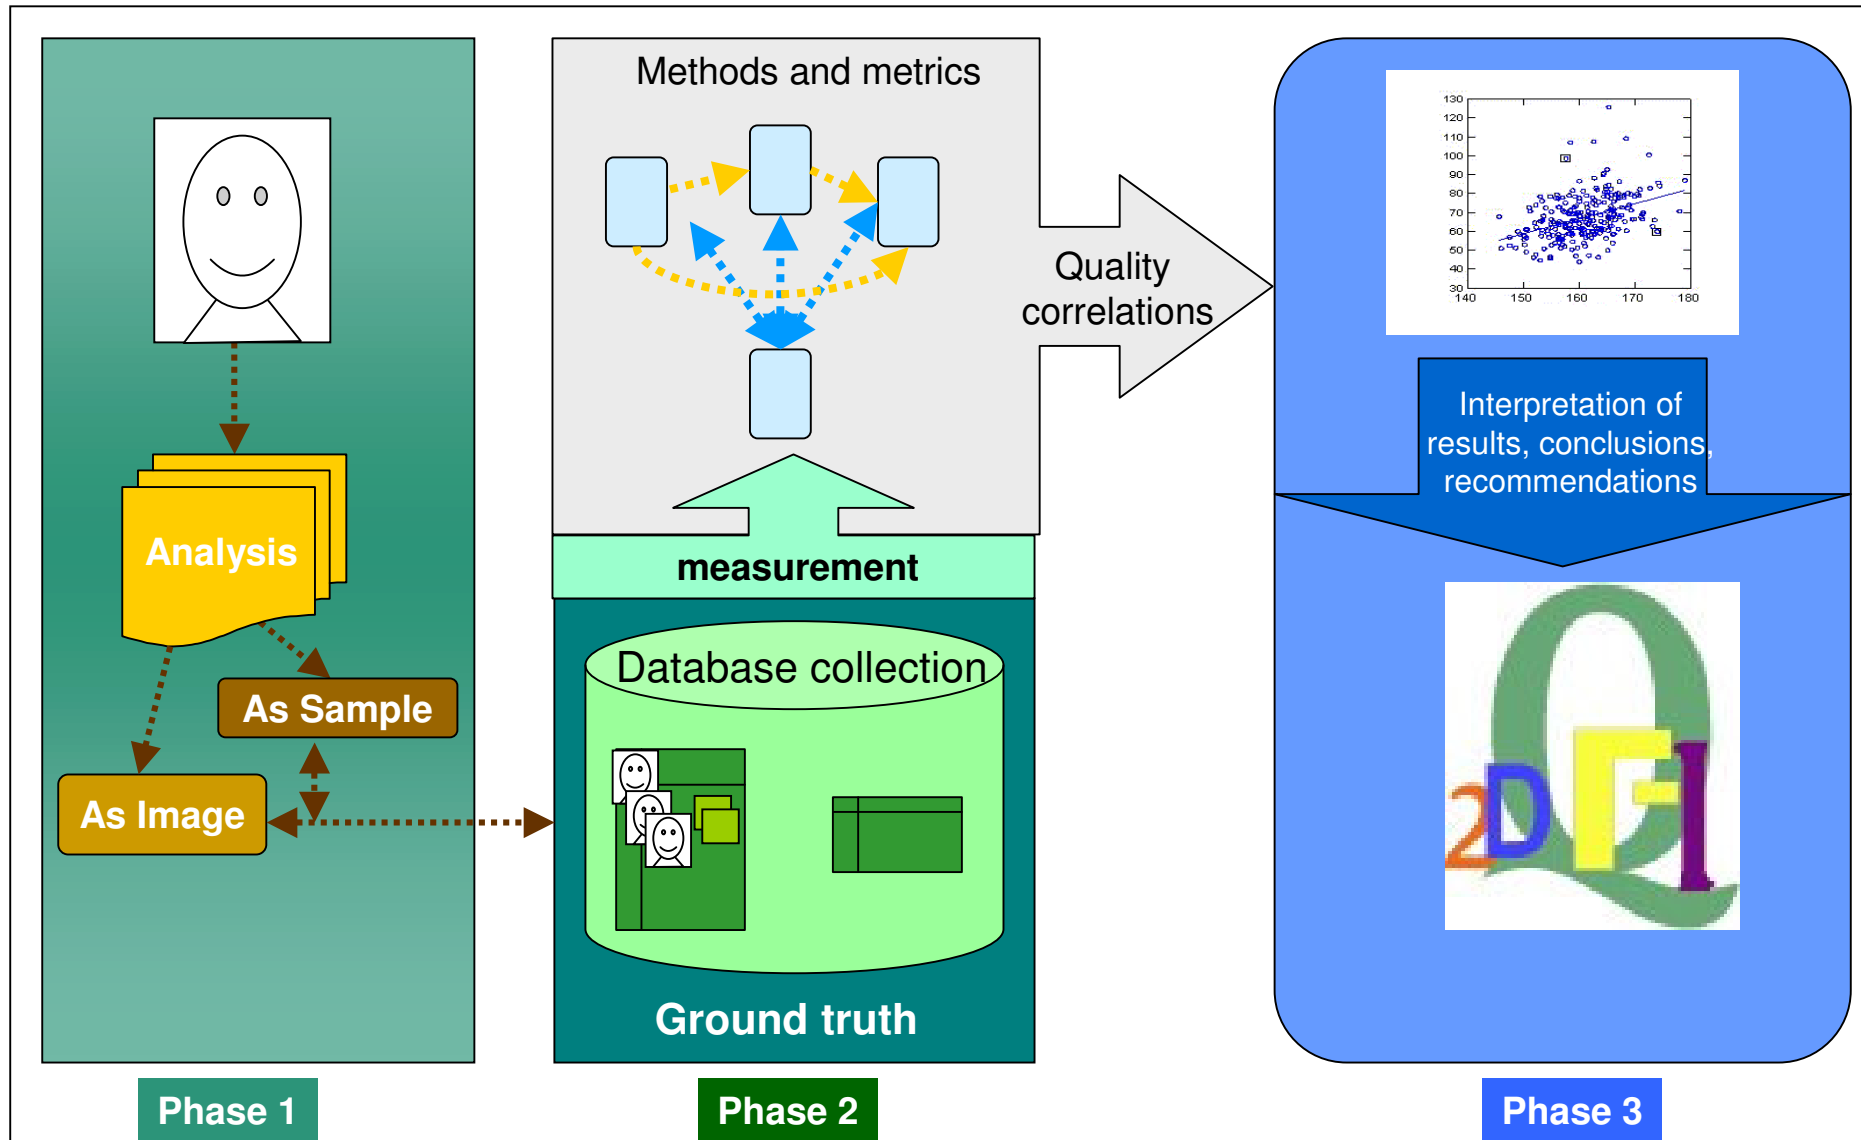 Analysis
As Sample
As Image
Phase 1
Methods and metrics
measurement
Database collection
Ground truth
Phase 2
Quality
correlations
130
120
110
100
90
80
70
60
50
40
30
140 150 160 170 180
Interpretation of
results, conclusions,
recommendations
Q
2DFI
Phase 3